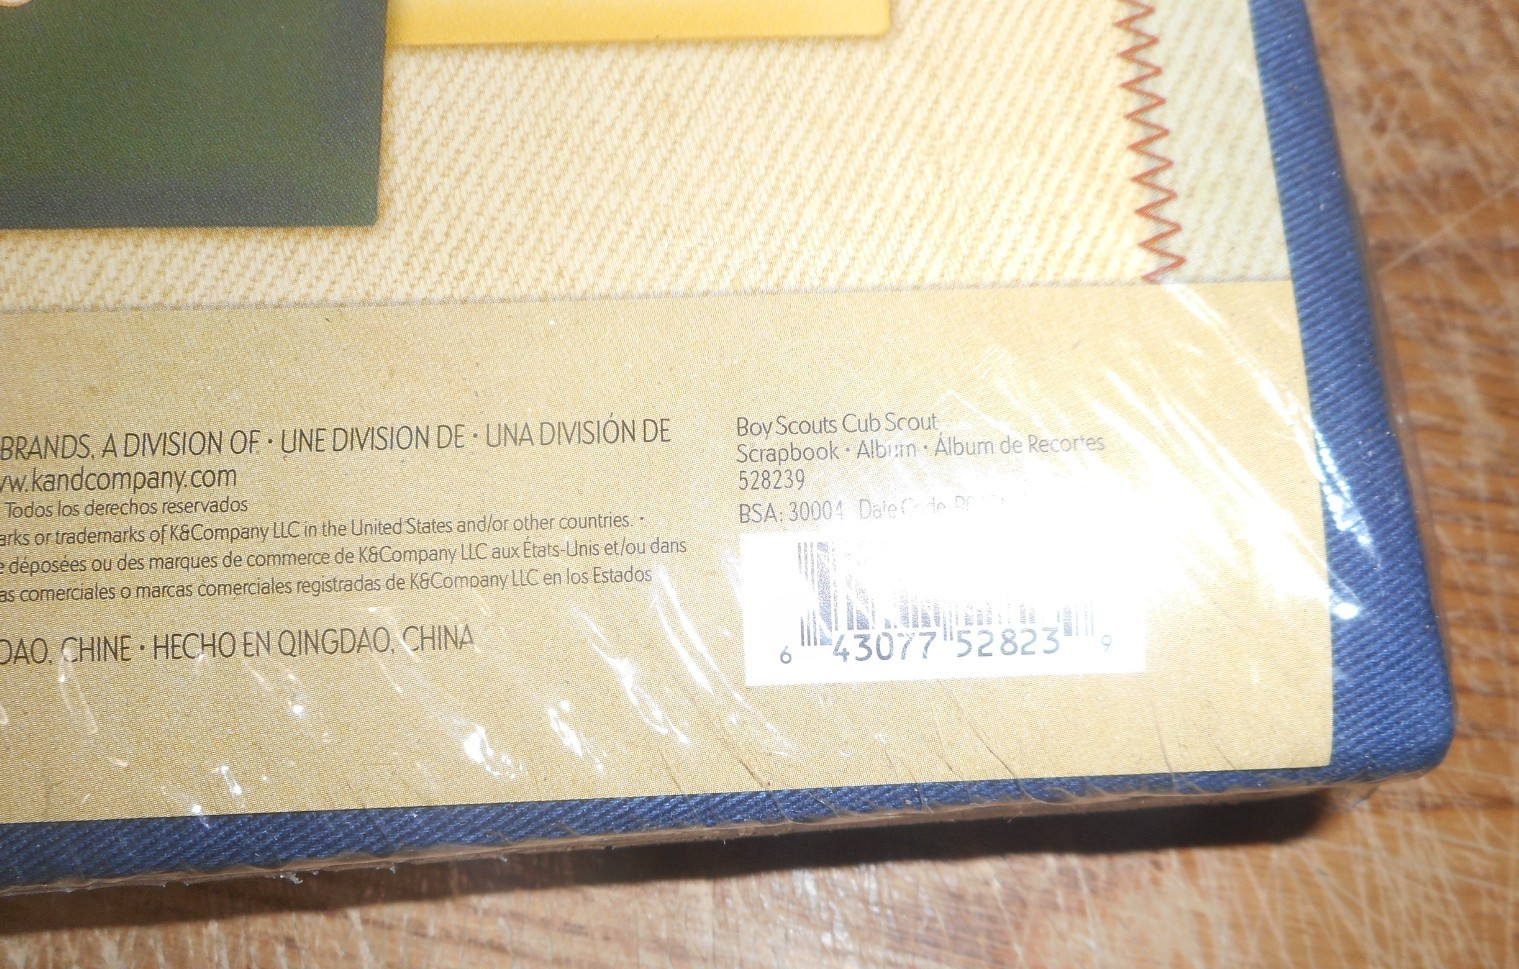 BRANDS, A DIVISION OF · UNE DIVISION DE · UNA DIVISIÓN DE
w.kandcompany.com
Todos los derechos reservados
arks or trademarks of K&Company LLC in the United States and/or other countries. ·
déposées ou des marques de commerce de K&Company LLC aux États-Unis et/ou dans
as comerciales o marcas comerciales registradas de K&Company LLC en los Estados
DAO, CHINE · HECHO EN QINGDAO, CHINA
Boy Scouts Cub Scout
Scrapbook · Album · Álbum de Recortes
528239
BSA: 30004 Date Code
6 43077 52823 9